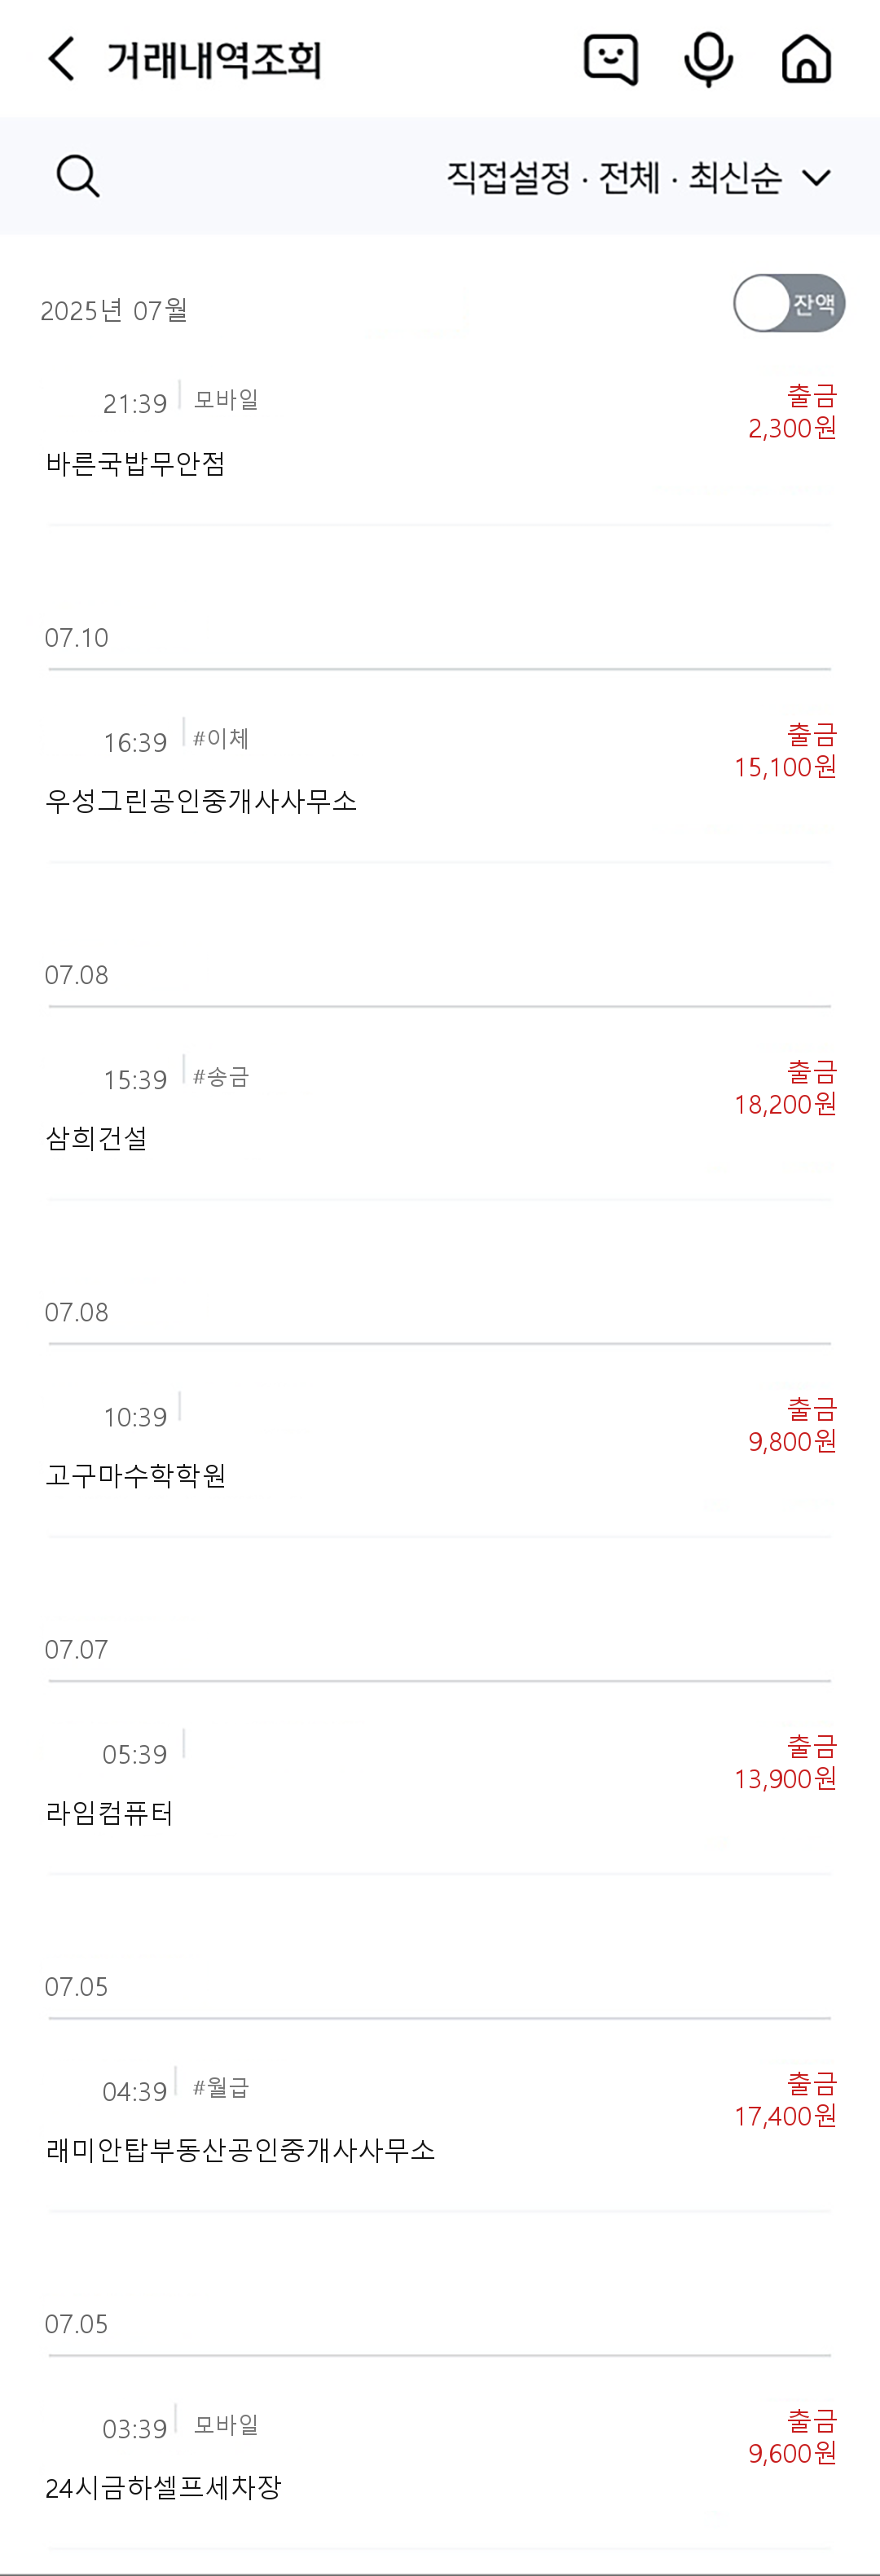 거래내역조회
직접설정 · 전체 · 최신순
2025년 07월
잔액
21:39 모바일
출금
2,300원
바른국밥무안점
07.10
16:39 #이체
출금
15,100원
우성그린공인중개사사무소
07.08
15:39 #송금
출금
18,200원
삼희건설
07.08
10:39
출금
9,800원
고구마수학학원
07.07
05:39
출금
13,900원
라임컴퓨터
07.05
04:39 #월급
출금
17,400원
래미안탑부동산공인중개사사무소
07.05
03:39 모바일
출금
9,600원
24시금하셀프세차장